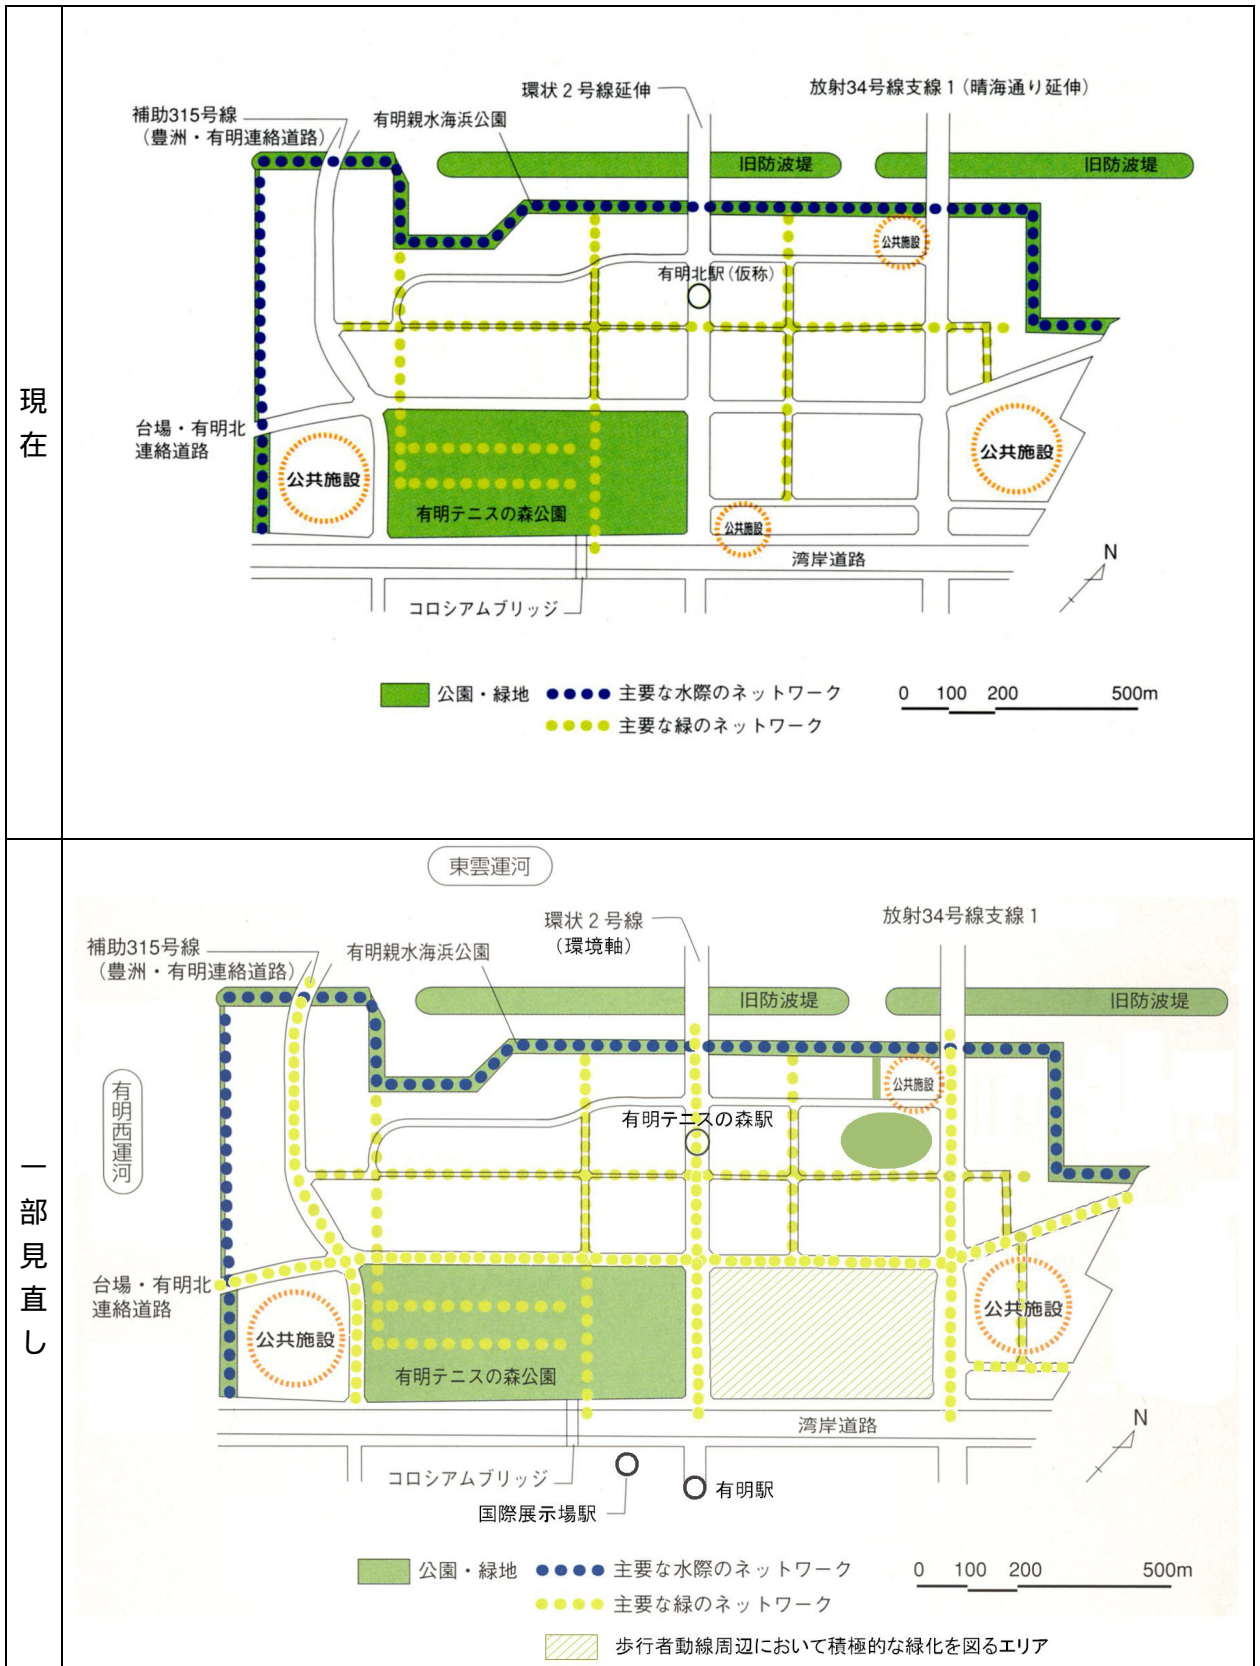 現在
環状２号線延伸
放射34号線支線１（晴海通り延伸）
補助315号線
（豊洲・有明連絡道路）
有明親水海浜公園
旧防波堤
旧防波堤
公共施設
有明北駅（仮称）
台場・有明北
連絡道路
公共施設
公共施設
有明テニスの森公園
公共施設
湾岸道路
N
コロシアムブリッジ
公園・緑地
主要な水際のネットワーク
主要な緑のネットワーク
0 100 200 500m
一部見直し
東雲運河
環状２号線
（環境軸）
放射34号線支線１
補助315号線
（豊洲・有明連絡道路）
有明親水海浜公園
旧防波堤
旧防波堤
有明西運河
公共施設
有明テニスの森駅
台場・有明北
連絡道路
公共施設
公共施設
有明テニスの森公園
湾岸道路
N
コロシアムブリッジ
有明駅
国際展示場駅
公園・緑地
主要な水際のネットワーク
主要な緑のネットワーク
0 100 200 500m
歩行者動線周辺において積極的な緑化を図るエリア